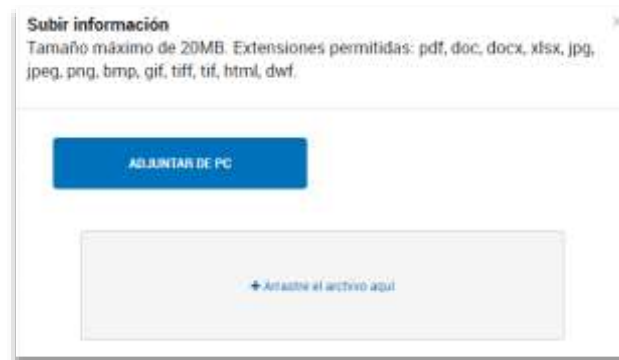 Subir información
Tamaño máximo de 20MB. Extensiones permitidas: pdf, doc, docx, xlsx, jpg,
jpeg, png, bmp, gif, tiff, tif, html, dwf.
ADJUNTAR DE PC
+ Arrastre el archivo aquí